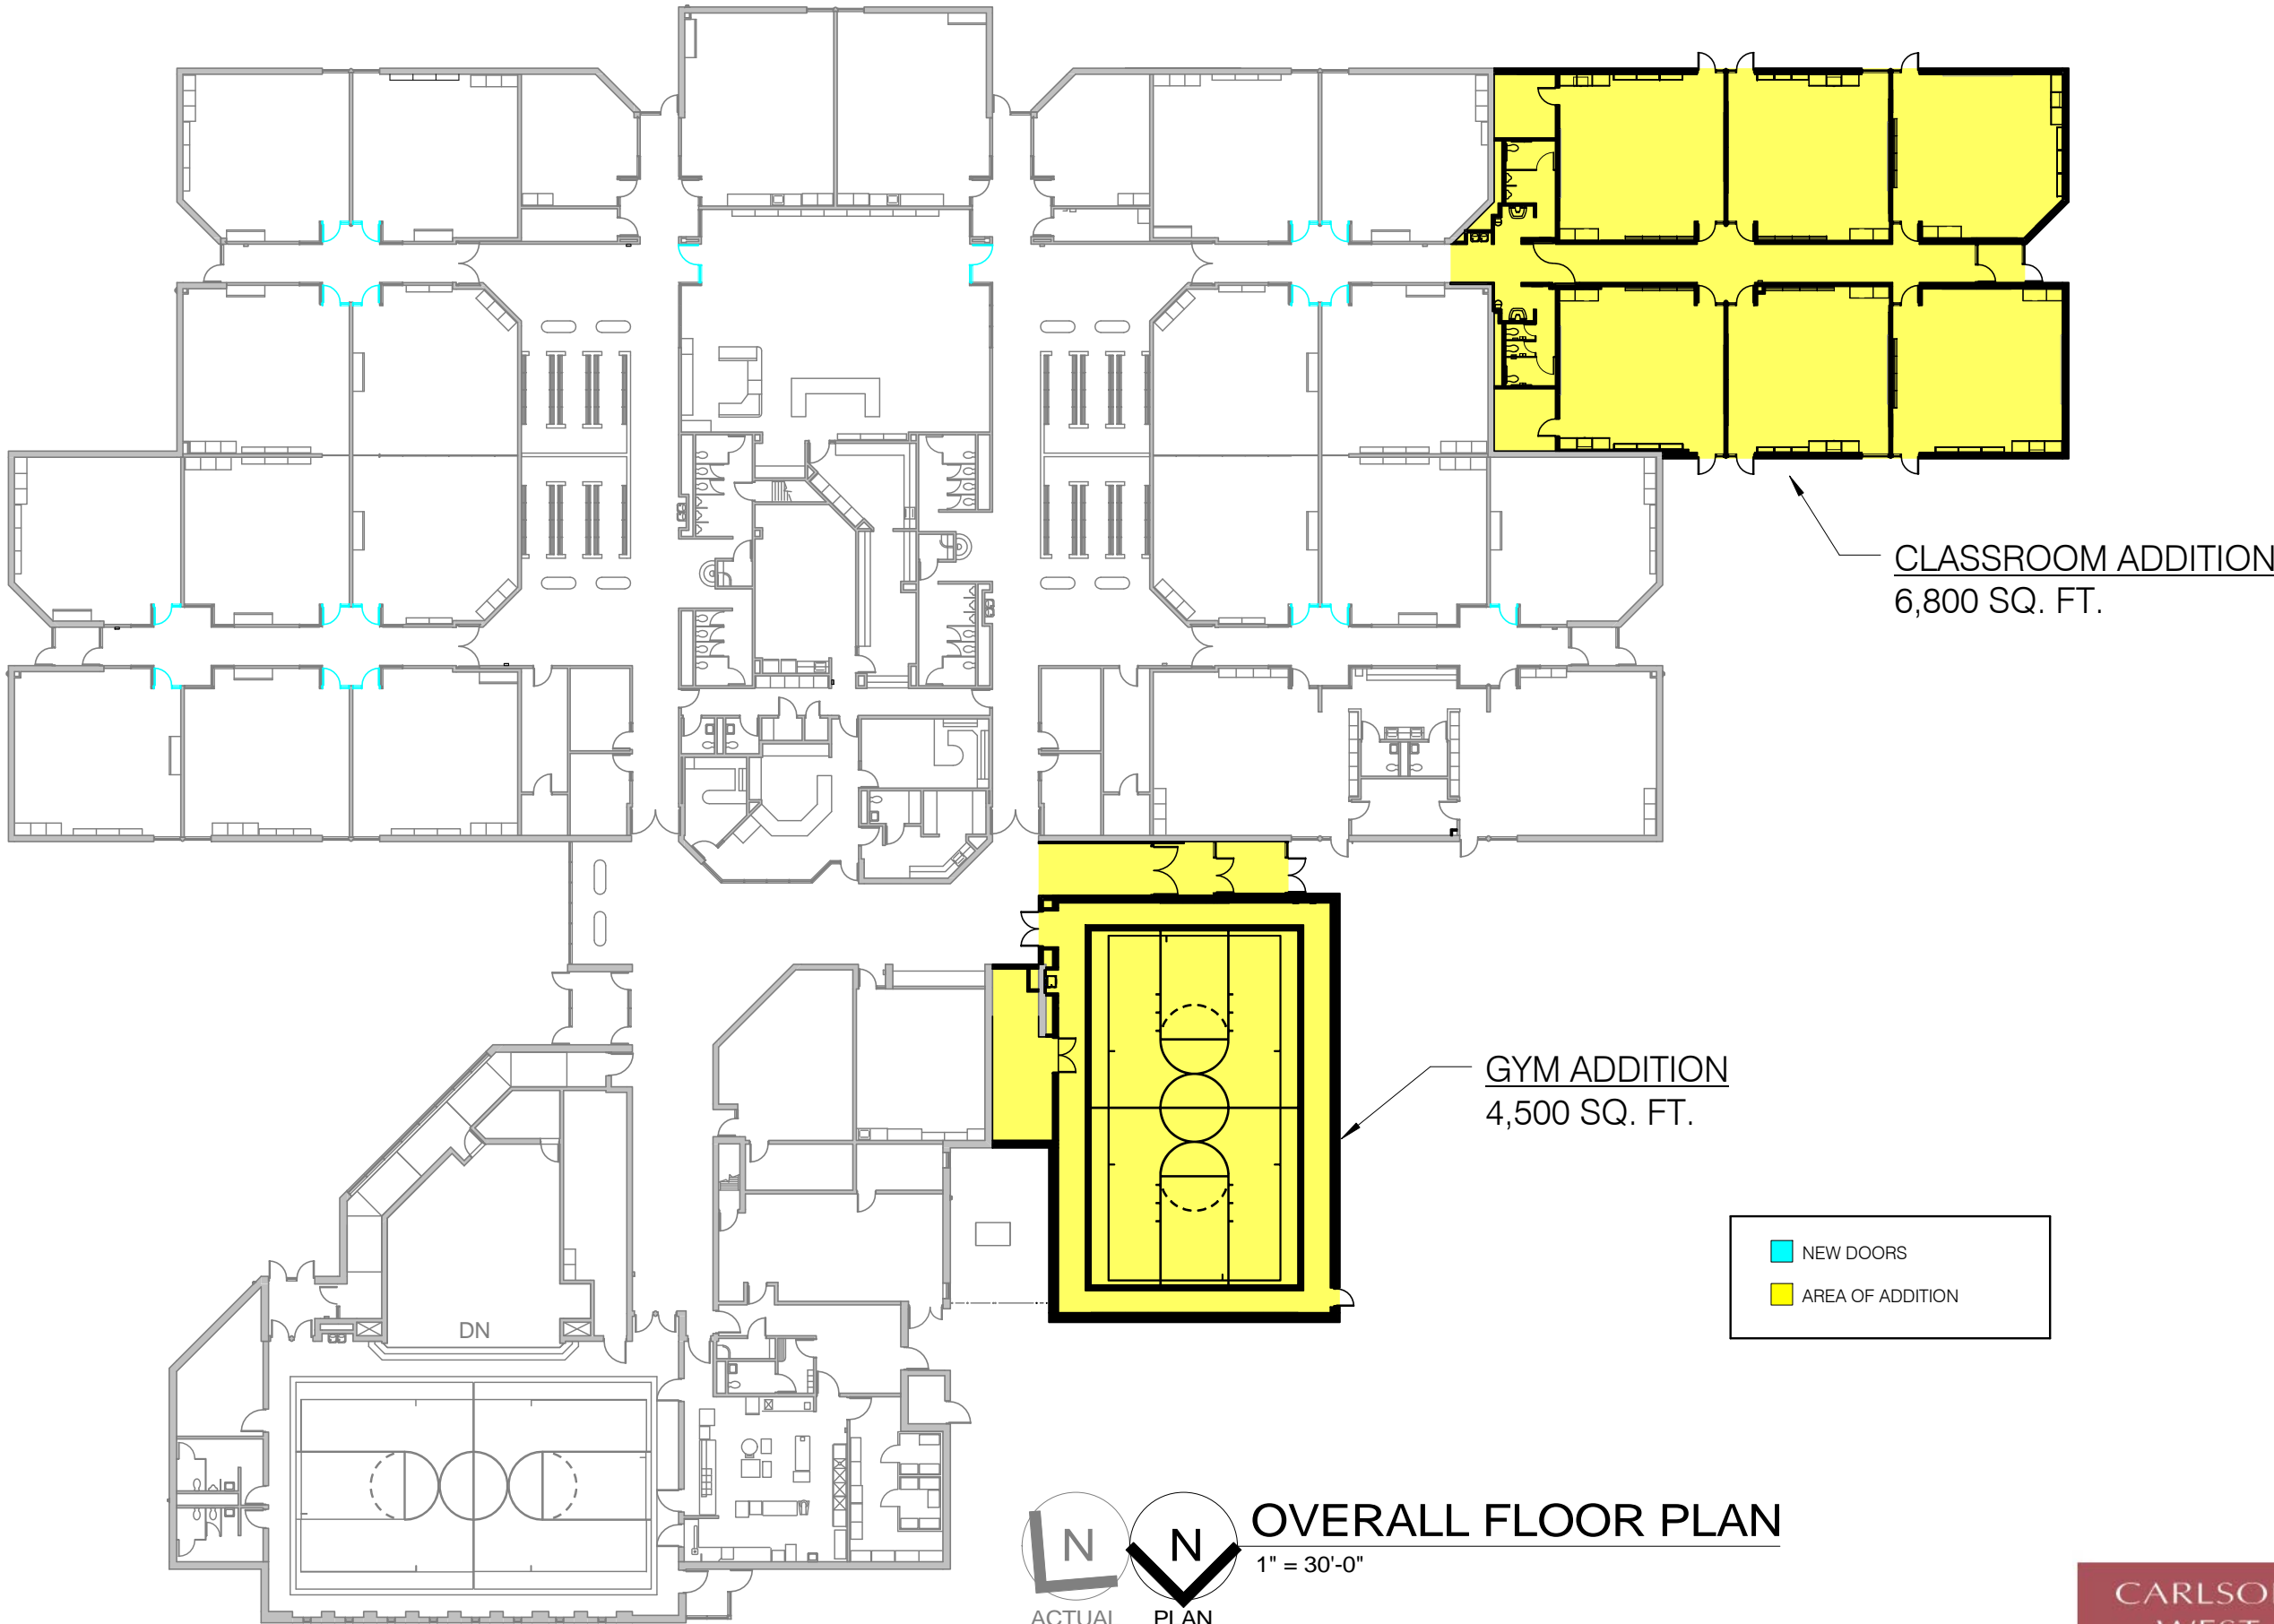 CLASSROOM ADDITION
6,800 SQ. FT.
GYM ADDITION
4,500 SQ. FT.
NEW DOORS
AREA OF ADDITION
DN
N
N
OVERALL FLOOR PLAN
1" = 30'-0"
ACTUAL
PLAN
CARLSO
WEST